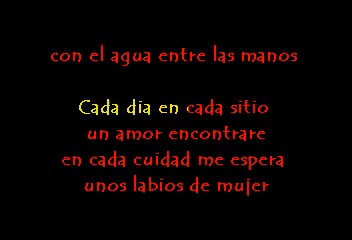 con el agua entre las manos
Cada dia en cada sitio
un amor encontrare
en cada cuidad me espera
unos labios de mujer